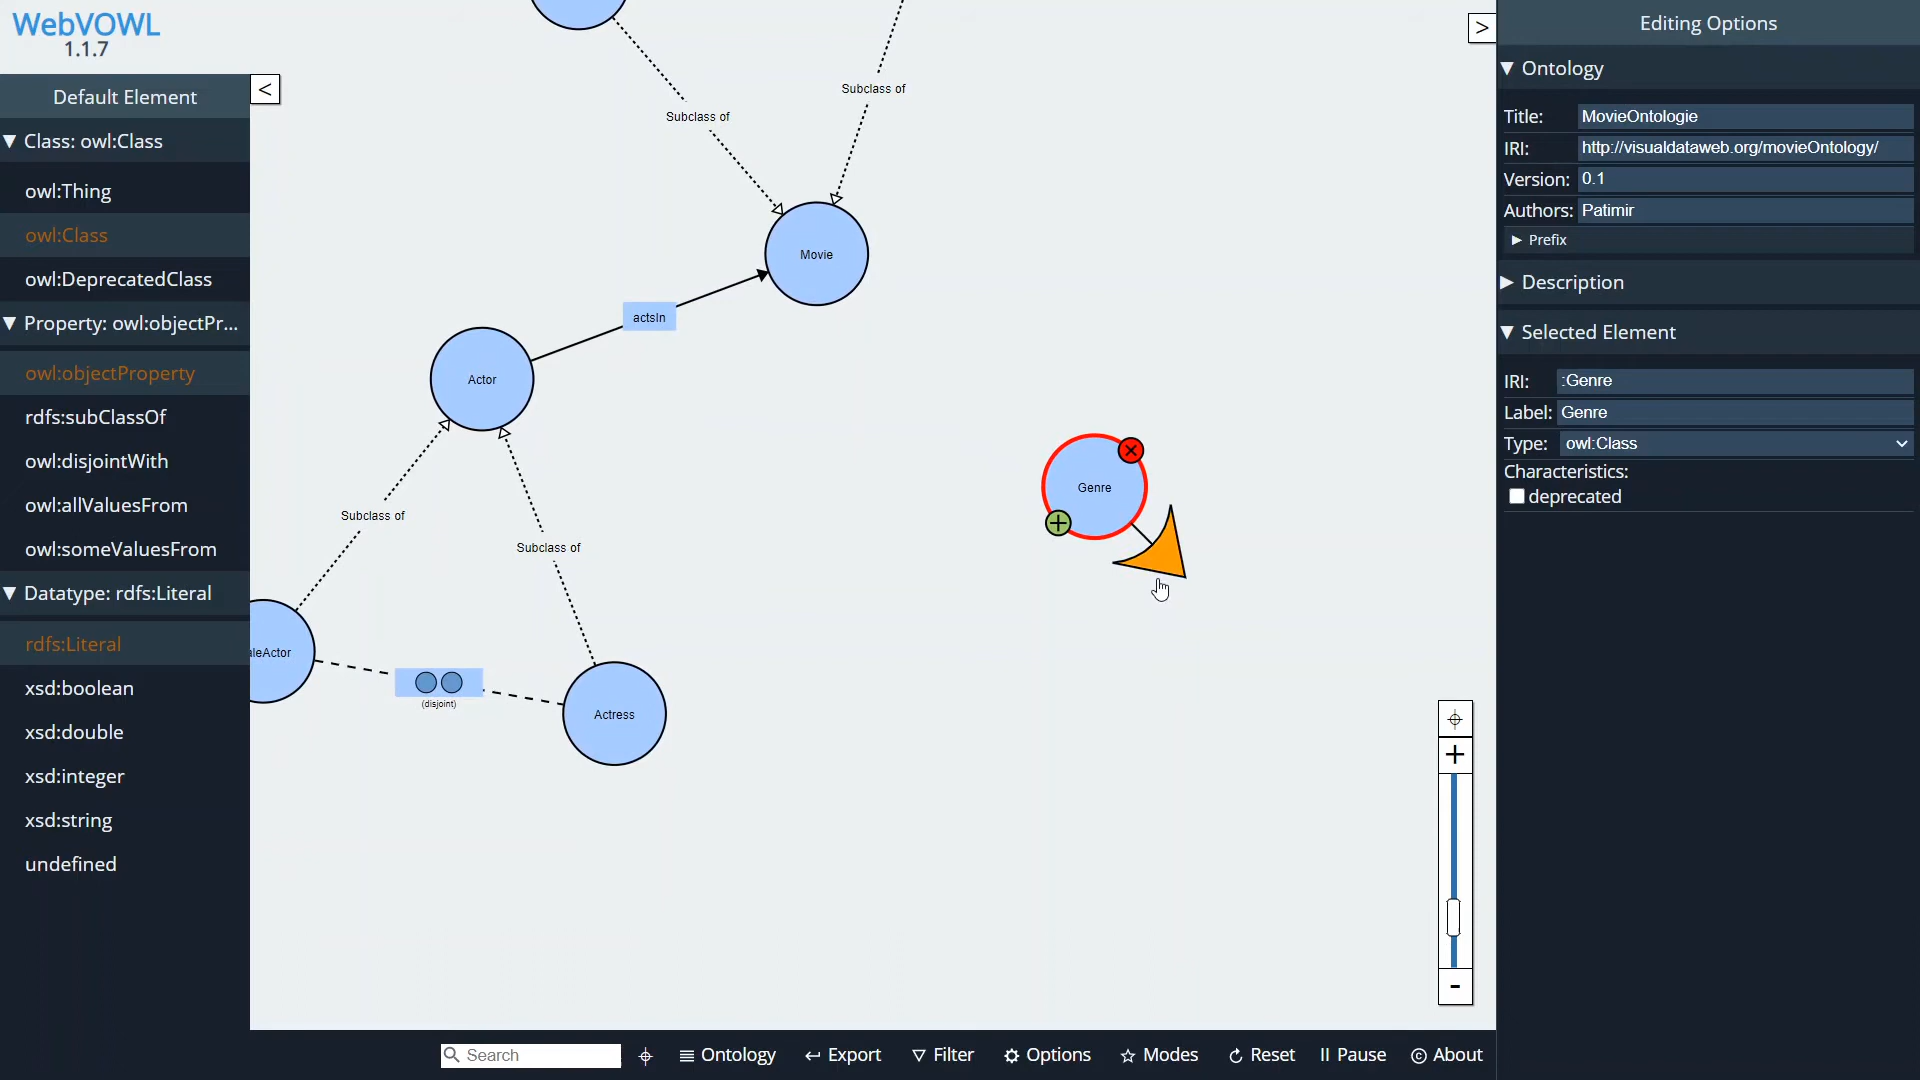 WebVOWL
1.1.7
Default Element
<
▼ Class: owl:Class
owl:Thing
owl:Class
owl:DeprecatedClass
▼ Property: owl:objectPr...
owl:objectProperty
rdfs:subClassOf
owl:disjointWith
owl:allValuesFrom
owl:someValuesFrom
▼ Datatype: rdfs:Literal
rdfs:Literal
xsd:boolean
xsd:double
xsd:integer
xsd:string
undefined
Subclass of
Subclass of
Movie
actsIn
Actor
Genre
Subclass of
Subclass of
aleActor
(disjoint)
Actress
+
-
Search
Ontology
Export
Filter
Options
Modes
Reset
Pause
About
>
Editing Options
▼ Ontology
Title: MovieOntologie
IRI: http://visualdataweb.org/movieOntology/
Version: 0.1
Authors: Patimir
▶ Prefix
▶ Description
▼ Selected Element
IRI: :Genre
Label: Genre
Type: owl:Class
Characteristics:
deprecated